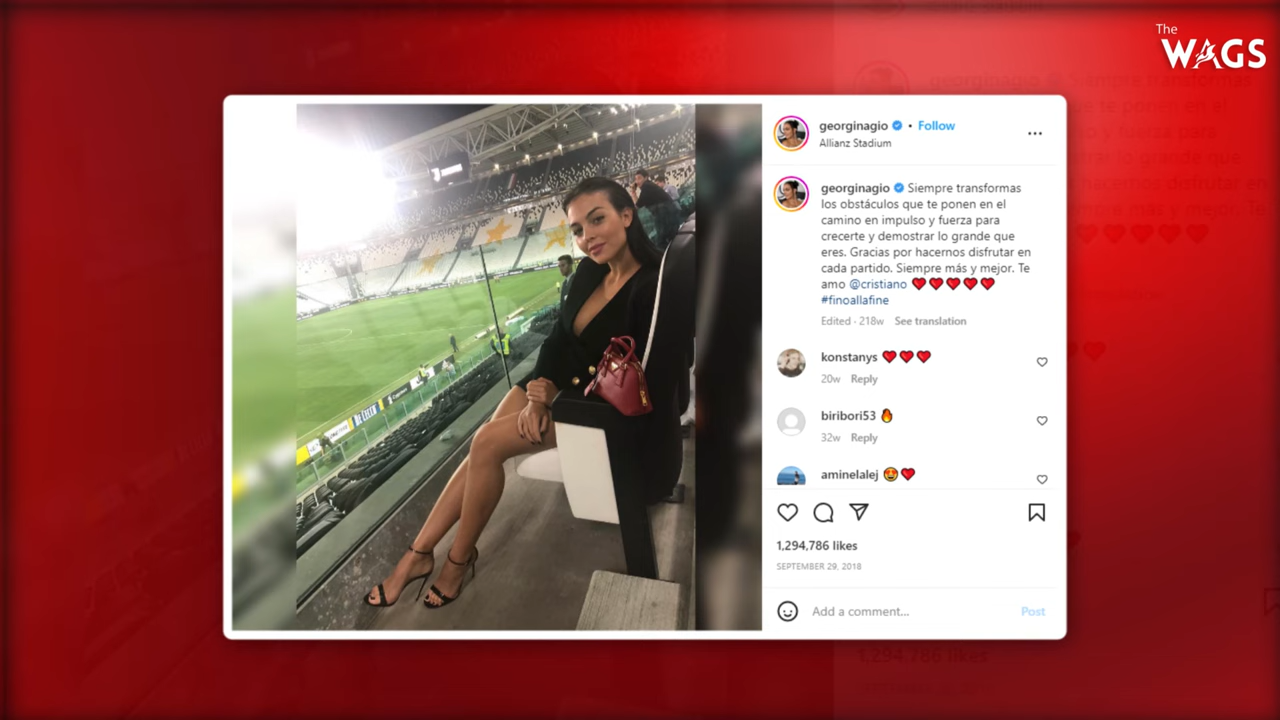 The
WAGS
georginagio • Follow
Allianz Stadium
georginagio Siempre transformas
los obstáculos que te ponen en el
camino en impulso y fuerza para
crecerte y demostrar lo grande que
eres. Gracias por hacernos disfrutar en
cada partido. Siempre más y mejor. Te
amo @cristiano ❤️❤️❤️❤️❤️
#finoallafine
Edited · 218w See translation
konstanys ❤️❤️❤️
20w Reply
biribori53 🔥
32w Reply
aminelalej 😍❤️
1,294,786 likes
SEPTEMBER 29, 2018
Add a comment... Post